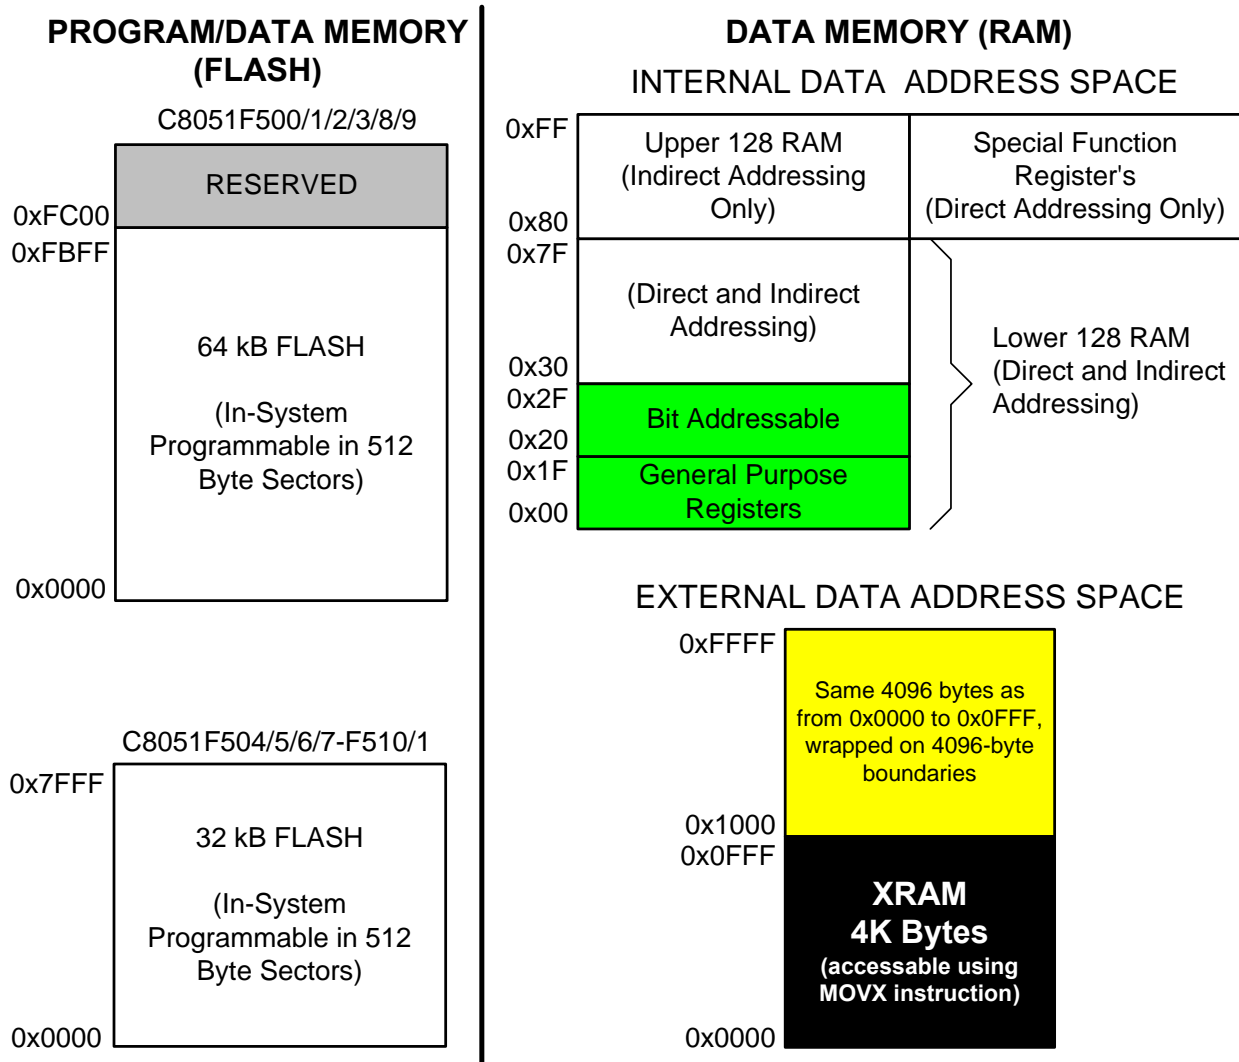 PROGRAM/DATA MEMORY
(FLASH)
C8051F500/1/2/3/8/9
RESERVED
0xFC00
0xFBFF
64 kB FLASH
(In-System
Programmable in 512
Byte Sectors)
0x0000
C8051F504/5/6/7-F510/1
0x7FFF
32 kB FLASH
(In-System
Programmable in 512
Byte Sectors)
0x0000
DATA MEMORY (RAM)
INTERNAL DATA ADDRESS SPACE
0xFF
Upper 128 RAM
(Indirect Addressing
Only)
Special Function
Register's
(Direct Addressing Only)
0x80
0x7F
(Direct and Indirect
Addressing)
Lower 128 RAM
(Direct and Indirect
Addressing)
0x30
0x2F
Bit Addressable
0x20
0x1F
General Purpose
Registers
0x00
EXTERNAL DATA ADDRESS SPACE
0xFFFF
Same 4096 bytes as
from 0x0000 to 0x0FFF,
wrapped on 4096-byte
boundaries
0x1000
0x0FFF
XRAM
4K Bytes
(accessable using
MOVX instruction)
0x0000